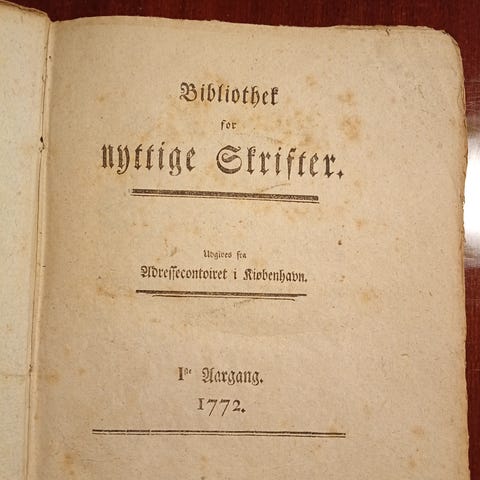 Bibliothek
for
nyttige Skrifter.
Udgives fra
Adressecontoiret i Kiøbenhavn.
Iste Aargang.
1772.